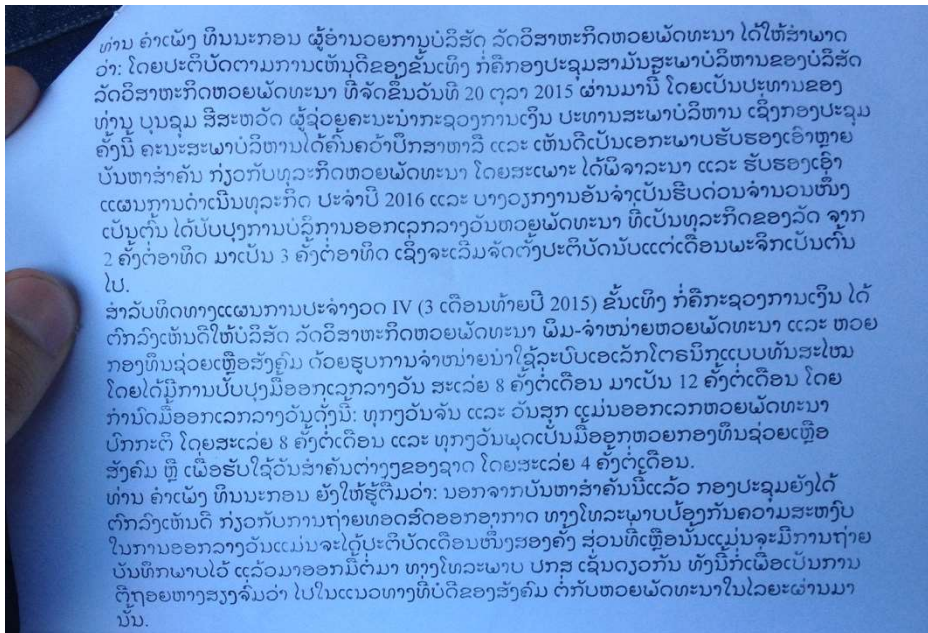 ທ່ານ ຄຳເພັງ ທິນນະກອນ ຜູ້ອຳນວຍການບໍລິສັດ ລັດວິສາຫະກິດຫວຍພັດທະນາ ໄດ້ໃຫ້ສຳພາດ
ວ່າ: ໂດຍປະຕິບັດຕາມການເຫັນດີຂອງຂັ້ນເທິງ ກໍ່ຄືກອງປະຊຸມສາມັນສະພາບໍລິຫານຂອງບໍລິສັດ
ລັດວິສາຫະກິດຫວຍພັດທະນາ ທີ່ຈັດຂຶ້ນວັນທີ 20 ຕຸລາ 2015 ຜ່ານມານີ້ ໂດຍເປັນປະທານຂອງ
ທ່ານ ບຸນຊຸມ ສີສະຫວັດ ຜູ້ຊ່ວຍຄະນະນຳກະຊວງການເງິນ ປະທານສະພາບໍລິຫານ ເຊິ່ງກອງປະຊຸມ
ຄັ້ງນີ້ ຄະນະສະພາບໍລິຫານໄດ້ຄົ້ນຄວ້າປຶກສາຫາລື ແລະ ເຫັນດີເປັນເອກະພາບຮັບຮອງເອົາຫຼາຍ
ບັນຫາສຳຄັນ ກ່ຽວກັບທຸລະກິດຫວຍພັດທະນາ ໂດຍສະເພາະ ໄດ້ພິຈາລະນາ ແລະ ຮັບຮອງເອົາ
ແຜນການດຳເນີນທຸລະກິດ ປະຈຳປີ 2016 ແລະ ບາງວຽກງານອັນຈຳເປັນຮີບດ່ວນຈຳນວນໜຶ່ງ
ເປັນຕົ້ນ ໄດ້ປັບປຸງການບໍລິການອອກເລກລາງວັນຫວຍພັດທະນາ ທີ່ເປັນທຸລະກິດຂອງລັດ ຈາກ
2 ຄັ້ງຕໍ່ອາທິດ ມາເປັນ 3 ຄັ້ງຕໍ່ອາທິດ ເຊິ່ງຈະເລີ່ມຈັດຕັ້ງປະຕິບັດນັບແຕ່ເດືອນພະຈິກເປັນຕົ້ນ
ໄປ.
ສຳລັບທິດທາງແຜນການປະຈຳງວດ IV (3 ເດືອນທ້າຍປີ 2015) ຂັ້ນເທິງ ກໍ່ຄືກະຊວງການເງິນ ໄດ້
ຕົກລົງເຫັນດີໃຫ້ບໍລິສັດ ລັດວິສາຫະກິດຫວຍພັດທະນາ ພິມ-ຈຳໜ່າຍຫວຍພັດທະນາ ແລະ ຫວຍ
ກອງທຶນຊ່ວຍເຫຼືອສັງຄົມ ດ້ວຍຮູບການຈຳໜ່າຍນຳໃຊ້ລະບົບເອເລັກໂຕຣນິກແບບທັນສະໄໝ
ໂດຍໄດ້ມີການປັບປຸງມື້ອອກເລກລາງວັນ ສະເລ່ຍ 8 ຄັ້ງຕໍ່ເດືອນ ມາເປັນ 12 ຄັ້ງຕໍ່ເດືອນ ໂດຍ
ກຳນົດມື້ອອກເລກລາງວັນດັ່ງນີ້: ທຸກໆວັນຈັນ ແລະ ວັນສຸກ ແມ່ນອອກເລກຫວຍພັດທະນາ
ປົກກະຕິ ໂດຍສະເລ່ຍ 8 ຄັ້ງຕໍ່ເດືອນ ແລະ ທຸກໆວັນພຸດເປັນມື້ອອກຫວຍກອງທຶນຊ່ວຍເຫຼືອ
ສັງຄົມ ຫຼື ເພື່ອຮັບໃຊ້ວັນສຳຄັນຕ່າງໆຂອງຊາດ ໂດຍສະເລ່ຍ 4 ຄັ້ງຕໍ່ເດືອນ.
ທ່ານ ຄຳເພັງ ທິນນະກອນ ຍັງໃຫ້ຮູ້ຕື່ມວ່າ: ນອກຈາກບັນຫາສຳຄັນນີ້ແລ້ວ ກອງປະຊຸມຍັງໄດ້
ຕົກລົງເຫັນດີ ກ່ຽວກັບການຖ່າຍທອດສົດອອກອາກາດ ທາງໂທລະພາບປ້ອງກັນຄວາມສະຫງົບ
ໃນການອອກລາງວັນແມ່ນຈະໄດ້ປະຕິບັດເດືອນໜຶ່ງສອງຄັ້ງ ສ່ວນທີ່ເຫຼືອນັ້ນແມ່ນຈະມີການຖ່າຍ
ບັນທຶກພາບໄວ້ ແລ້ວມາອອກມື້ຕໍ່ມາ ທາງໂທລະພາບ ປກສ ເຊັ່ນດຽວກັນ ທັງນີ້ກໍ່ເພື່ອເປັນການ
ຕີຖອຍຫາງສຽງຈົ່ມວ່າ ໄປໃນແນວທາງທີ່ບໍ່ດີຂອງສັງຄົມ ຕໍ່ກັບຫວຍພັດທະນາໃນໄລຍະຜ່ານມາ
ນັ້ນ.